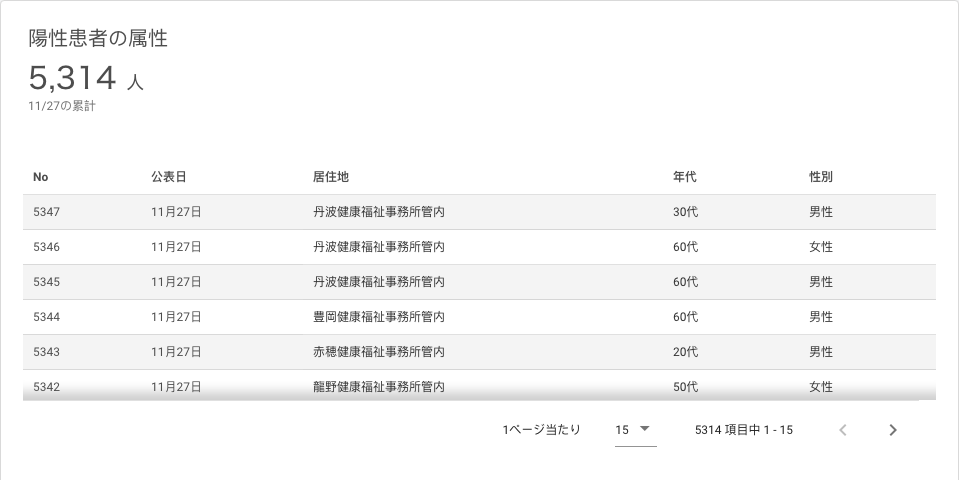 陽性患者の属性
5,314 人
11/27の累計
No 公表日 居住地 年代 性別
5347 11月27日 丹波健康福祉事務所管内 30代 男性
5346 11月27日 丹波健康福祉事務所管内 60代 女性
5345 11月27日 丹波健康福祉事務所管内 60代 男性
5344 11月27日 豊岡健康福祉事務所管内 60代 男性
5343 11月27日 赤穂健康福祉事務所管内 20代 男性
5342 11月27日 龍野健康福祉事務所管内 50代 女性
1ページ当たり 15 5314 項目中 1 - 15